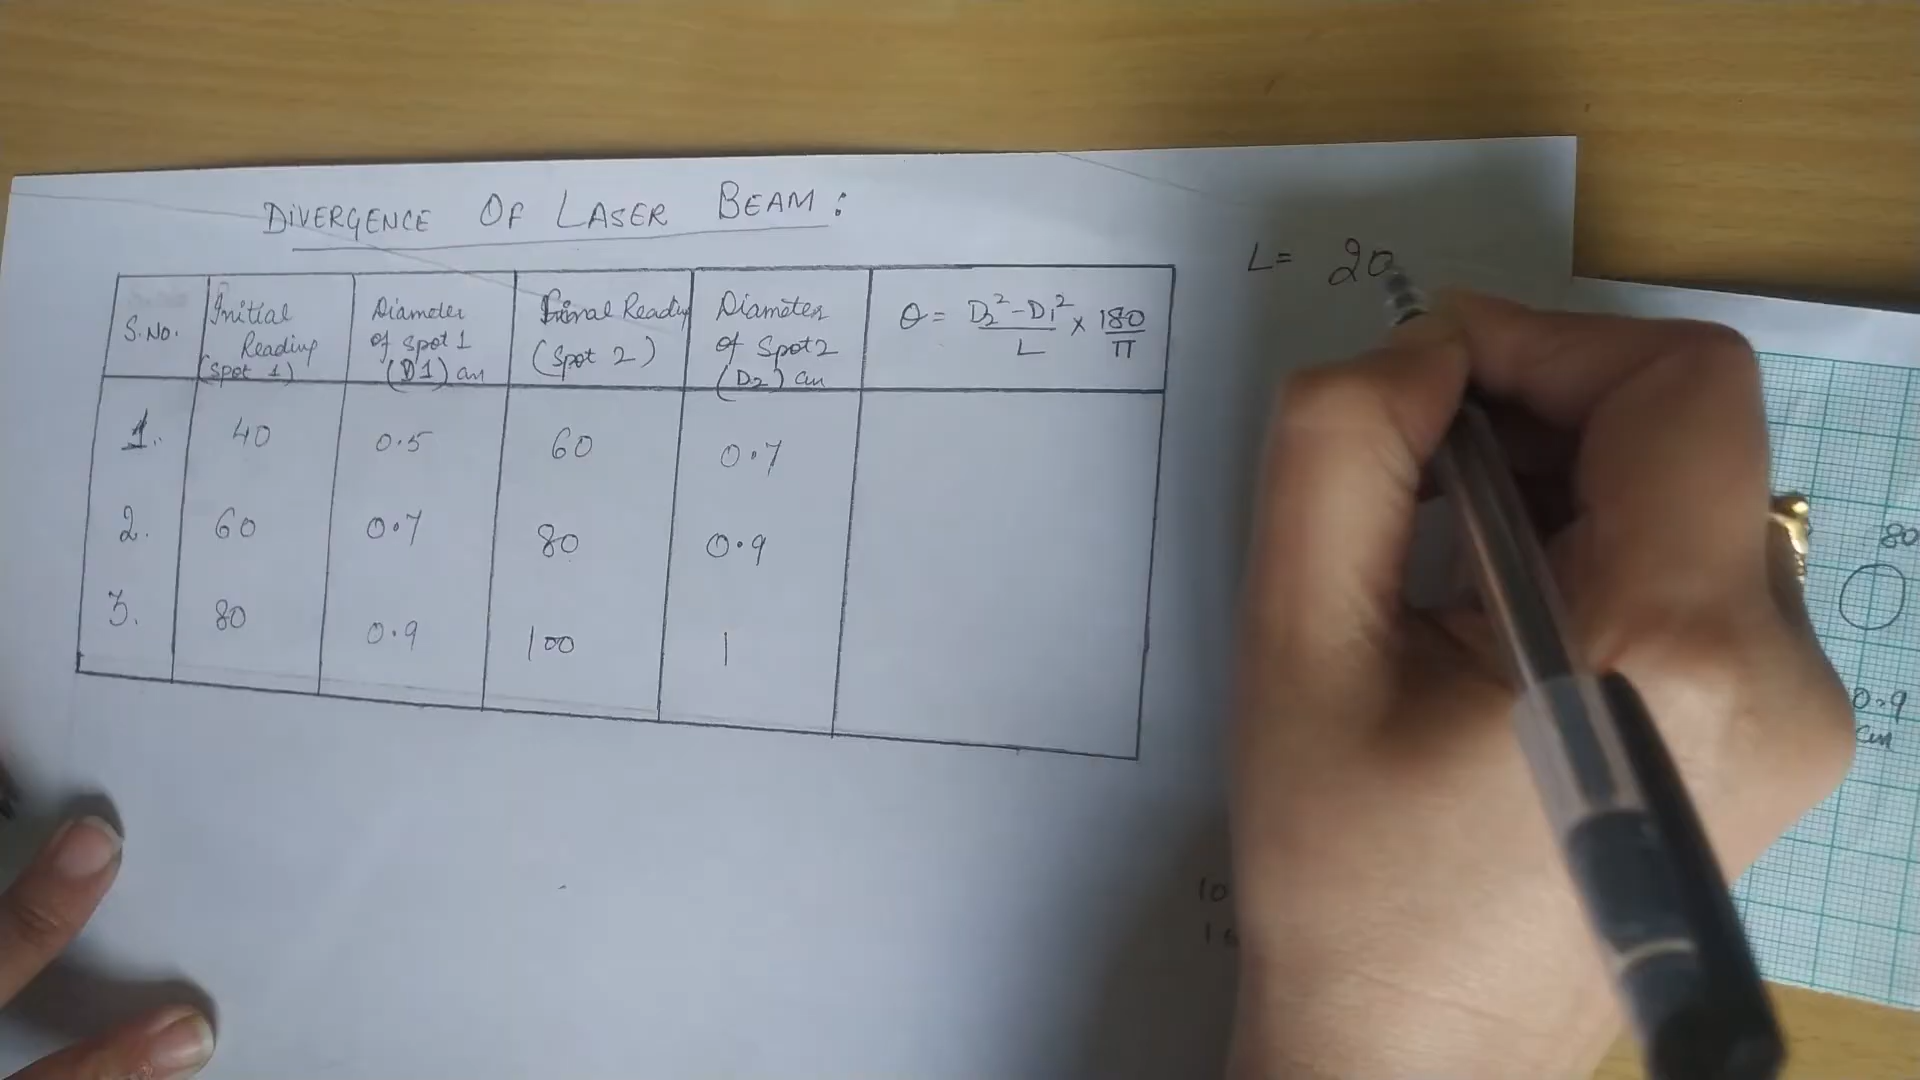 DIVERGENCE OF LASER BEAM:
L= 20
S.No.
Initial
Reading
(Spot 1)
Diameter
of spot 1
(D1) cm
Final Reading
(Spot 2)
Diameter
of Spot2
(D2) cm
θ = D₂² - D₁² / L × 180 / π
1. 40 0.5 60 0.7
2. 60 0.7 80 0.9
3. 80 0.9 100 1
80
0.9
cm
10